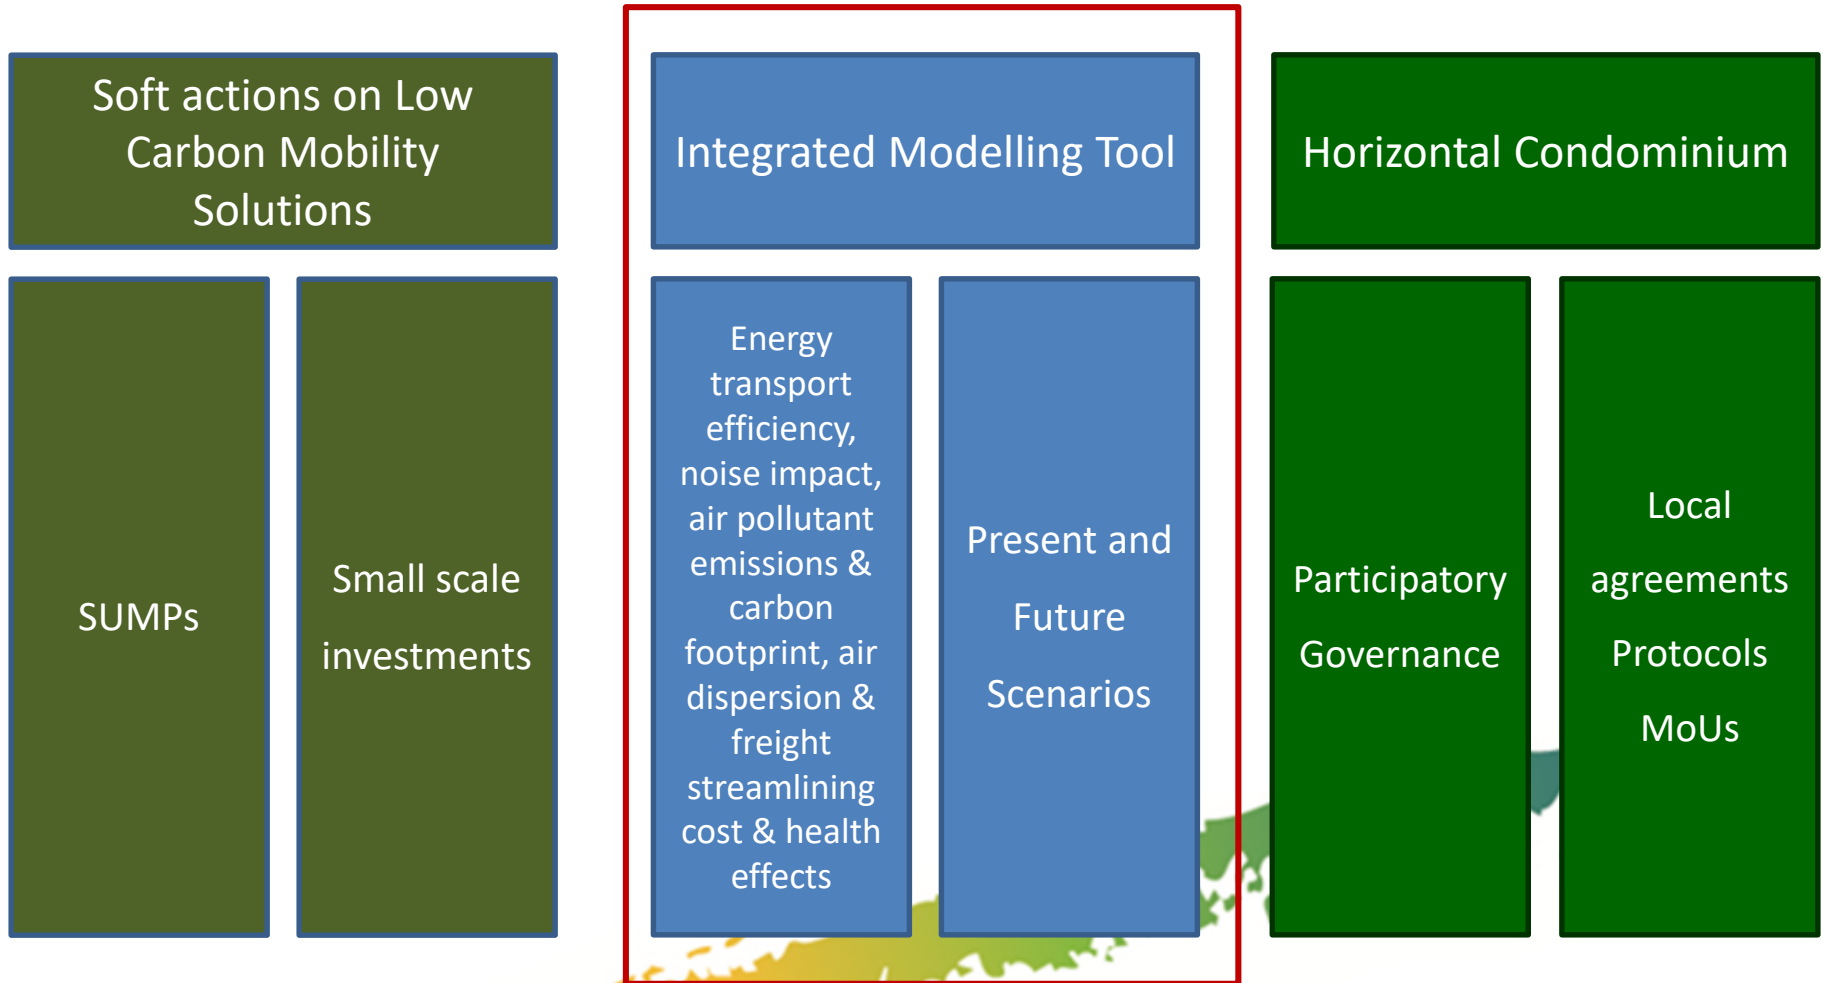 Soft actions on Low
Carbon Mobility
Solutions
SUMPs
Small scale
investments
Integrated Modelling Tool
Energy
transport
efficiency,
noise impact,
air pollutant
emissions &
carbon
footprint, air
dispersion &
freight
streamlining
cost & health
effects
Present and
Future
Scenarios
Horizontal Condominium
Participatory
Governance
Local
agreements
Protocols
MoUs